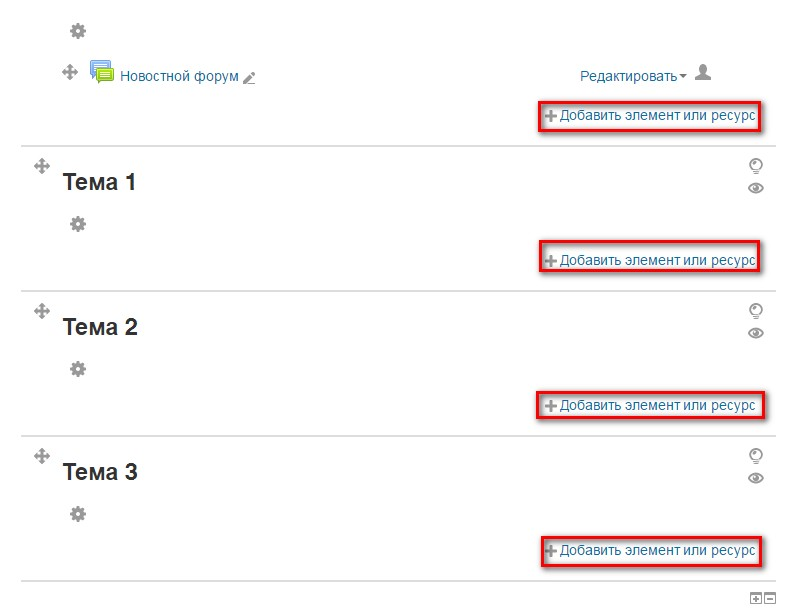 Новостной форум
Редактировать
Добавить элемент или ресурс
Тема 1
Добавить элемент или ресурс
Тема 2
Добавить элемент или ресурс
Тема 3
Добавить элемент или ресурс